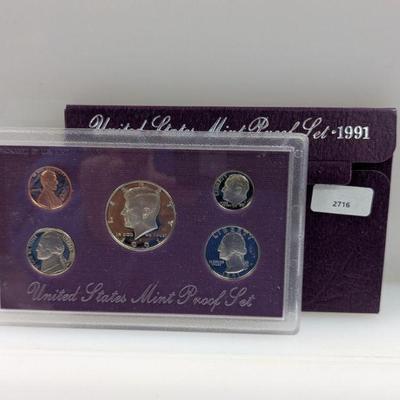 United States Mint Proof Set • 1991
2716
LIBERTY
IN GOD WE TRUST
United States Mint Proof Set